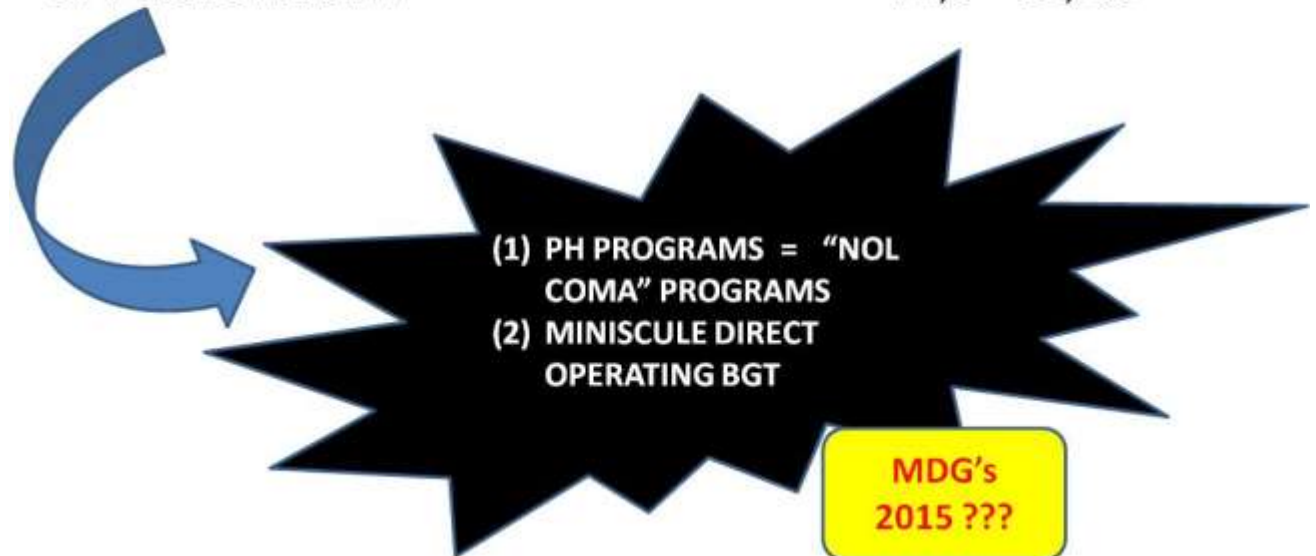 (1) PH PROGRAMS = “NOL
COMA” PROGRAMS
(2) MINISCULE DIRECT
OPERATING BGT
MDG's
2015 ???